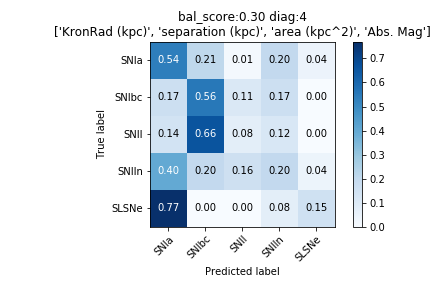 bal_score:0.30 diag:4
['KronRad (kpc)', 'separation (kpc)', 'area (kpc^2)', 'Abs. Mag']
True label
SNIa 0.54 0.21 0.01 0.20 0.04
SNIbc 0.17 0.56 0.11 0.17 0.00
SNII 0.14 0.66 0.08 0.12 0.00
SNIIn 0.40 0.20 0.16 0.20 0.04
SLSNe 0.77 0.00 0.00 0.08 0.15
SNIa SNIbc SNII SNIIn SLSNe
Predicted label
0.7
0.6
0.5
0.4
0.3
0.2
0.1
0.0